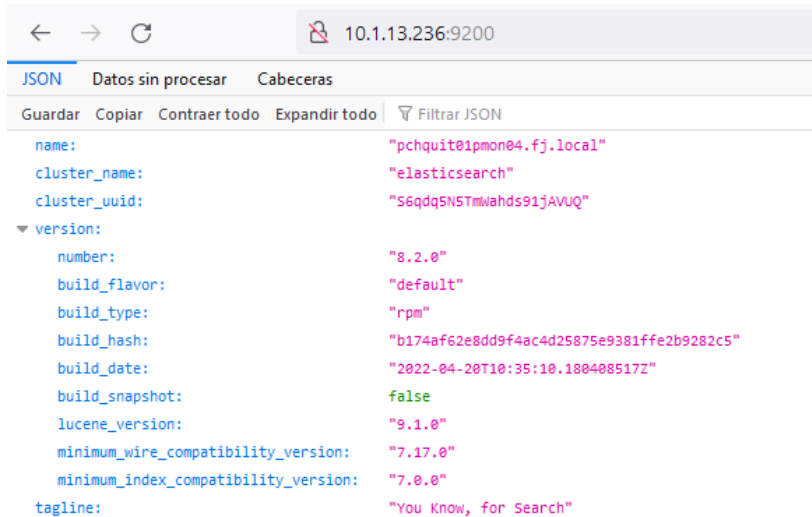 10.1.13.236:9200
JSON Datos sin procesar Cabeceras
Guardar Copiar Contraer todo Expandir todo Filtrar JSON
name: "pchquit01pmon04.fj.local"
cluster_name: "elasticsearch"
cluster_uuid: "S6qdq5N5TmWahds91jAVUQ"
version:
number: "8.2.0"
build_flavor: "default"
build_type: "rpm"
build_hash: "b174af62e8dd9f4ac4d25875e9381ffe2b9282c5"
build_date: "2022-04-20T10:35:10.180408517Z"
build_snapshot: false
lucene_version: "9.1.0"
minimum_wire_compatibility_version: "7.17.0"
minimum_index_compatibility_version: "7.0.0"
tagline: "You Know, for Search"